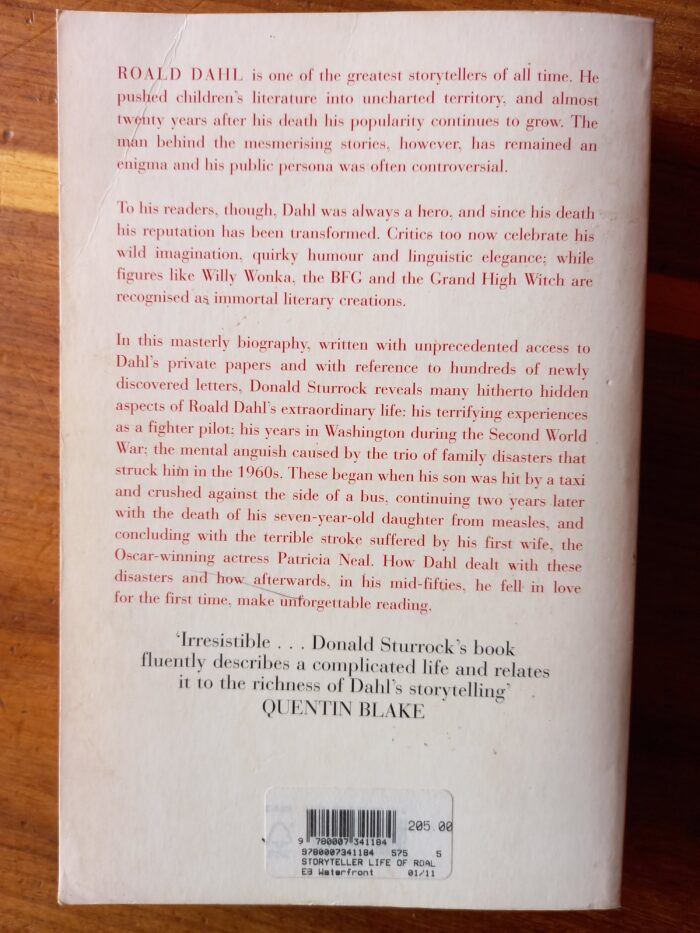 ROALD DAHL is one of the greatest storytellers of all time. He
pushed children's literature into uncharted territory, and almost
twenty years after his death his popularity continues to grow. The
man behind the mesmerising stories, however, has remained an
enigma and his public persona was often controversial.
To his readers, though, Dahl was always a hero, and since his death
his reputation has been transformed. Critics too now celebrate his
wild imagination, quirky humour and linguistic elegance; while
figures like Willy Wonka, the BFG and the Grand High Witch are
recognised as immortal literary creations.
In this masterly biography, written with unprecedented access to
Dahl's private papers and with reference to hundreds of newly
discovered letters, Donald Sturrock reveals many hitherto hidden
aspects of Roald Dahl's extraordinary life: his terrifying experiences
as a fighter pilot; his years in Washington during the Second World
War; the mental anguish caused by the trio of family disasters that
struck him in the 1960s. These began when his son was hit by a taxi
and crushed against the side of a bus, continuing two years later
with the death of his seven-year-old daughter from measles, and
concluding with the terrible stroke suffered by his first wife, the
Oscar-winning actress Patricia Neal. How Dahl dealt with these
disasters and how afterwards, in his mid-fifties, he fell in love
for the first time, make unforgettable reading.
'Irresistible . . . Donald Sturrock's book
fluently describes a complicated life and relates
it to the richness of Dahl's storytelling'
QUENTIN BLAKE
205.00
9 780007 341184
9780007341184 575 5
STORYTELLER LIFE OF ROAL
EB Waterfront 01/11